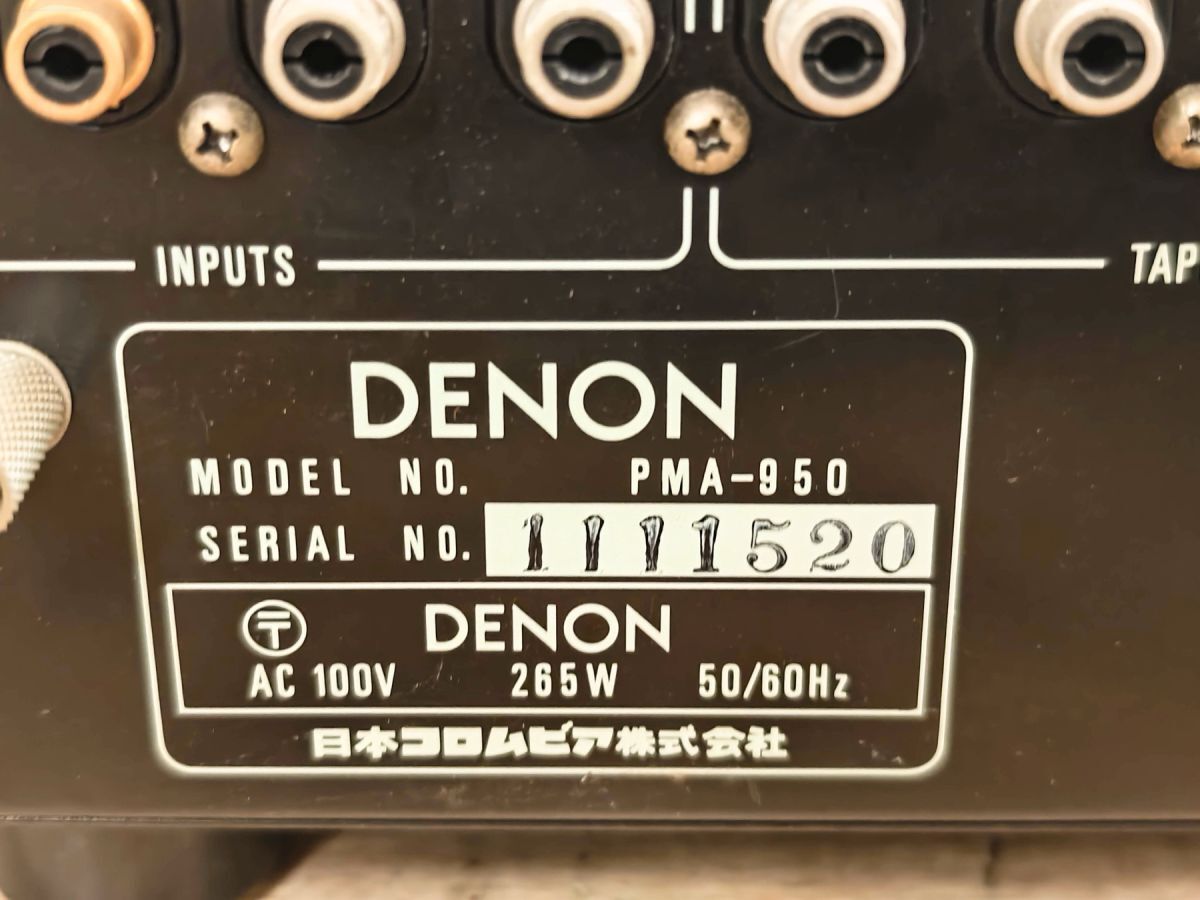 INPUTS
TAP
DENON
MODEL NO. PMA-950
SERIAL NO. 1111520
〒 DENON
AC 100V 265W 50/60Hz
日本コロムビア株式会社